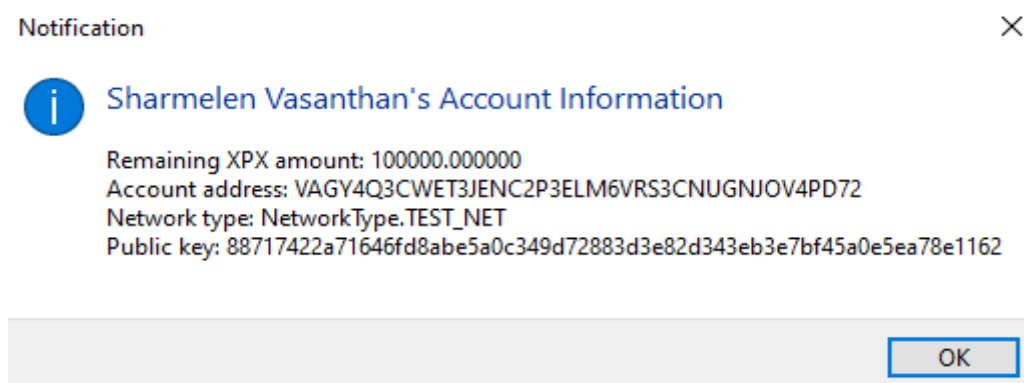 Notification
Sharmelen Vasanthan's Account Information
Remaining XPX amount: 100000.000000
Account address: VAGY4Q3CWET3JENC2P3ELM6VRS3CNUGNJOV4PD72
Network type: NetworkType.TEST_NET
Public key: 88717422a71646fd8abe5a0c349d72883d3e82d343eb3e7bf45a0e5ea78e1162
OK